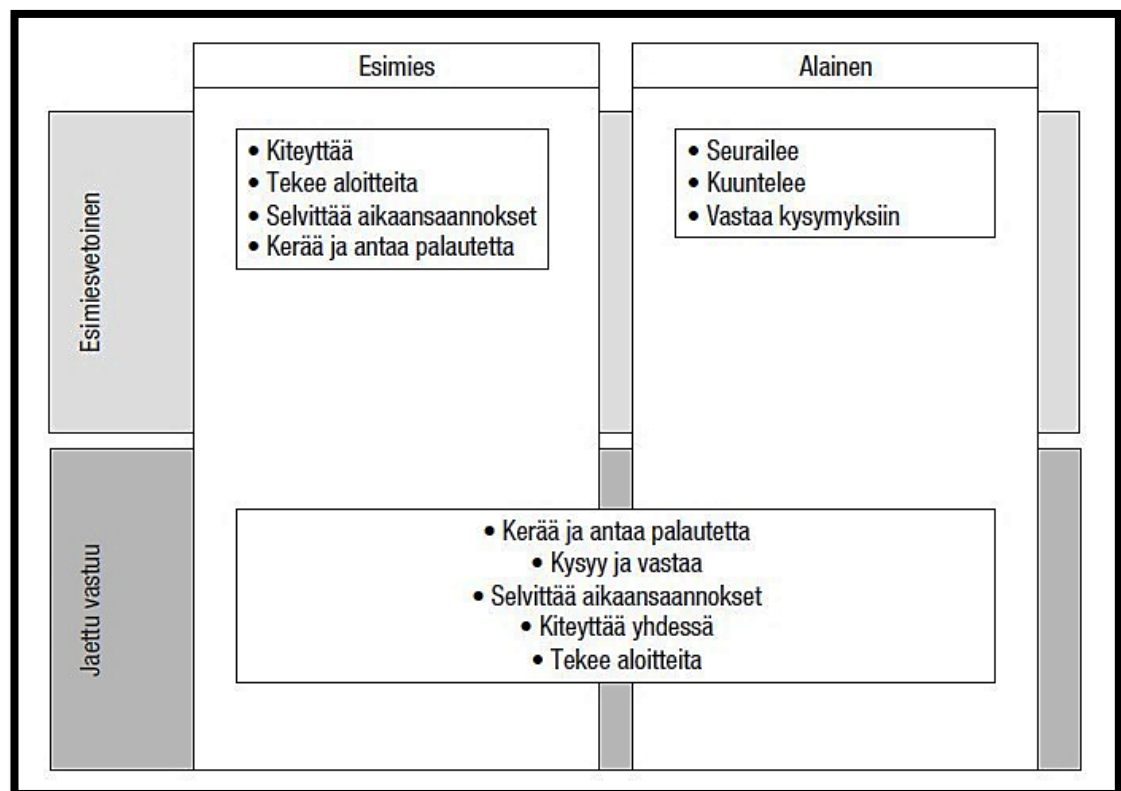 Esimies
Alainen
Esimiesvetoinen
• Kiteyttää
• Tekee aloitteita
• Selvittää aikaansaannokset
• Kerää ja antaa palautetta
• Seurailee
• Kuuntelee
• Vastaa kysymyksiin
Jaettu vastuu
• Kerää ja antaa palautetta
• Kysyy ja vastaa
• Selvittää aikaansaannokset
• Kiteyttää yhdessä
• Tekee aloitteita